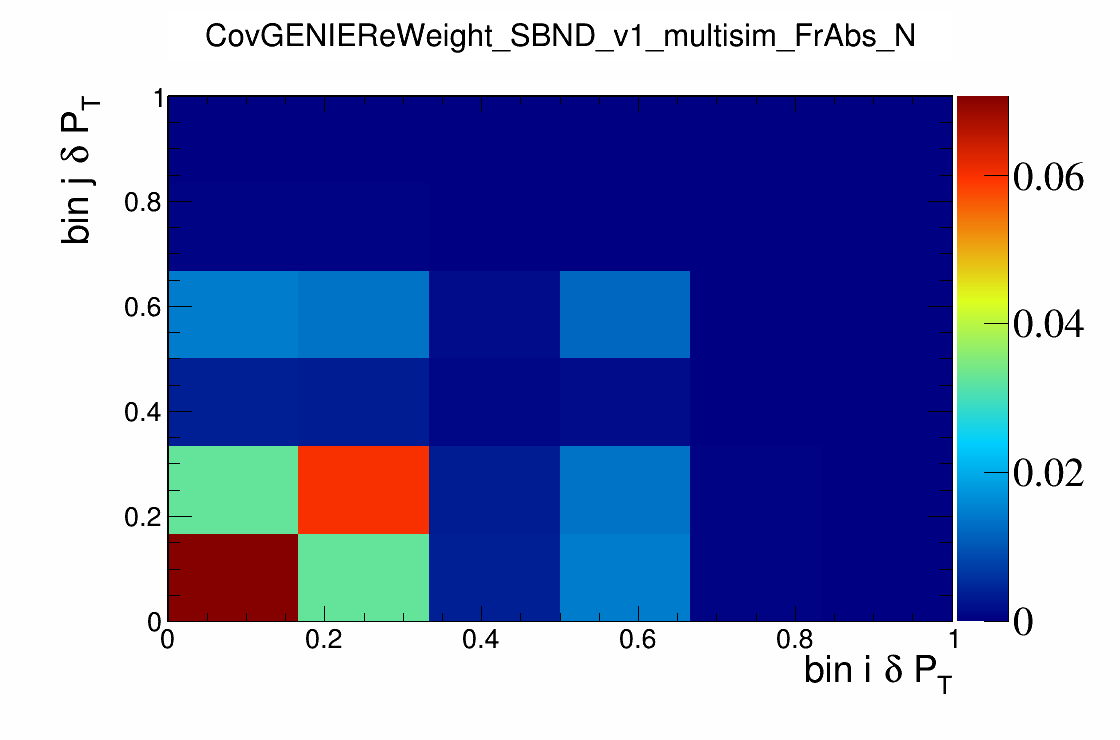 CovGENIEReWeight_SBND_v1_multisim_FrAbs_N
bin j δ P_T
1
0.8
0.6
0.4
0.2
0
0 0.2 0.4 0.6 0.8 1
bin i δ P_T
0.06
0.04
0.02
0